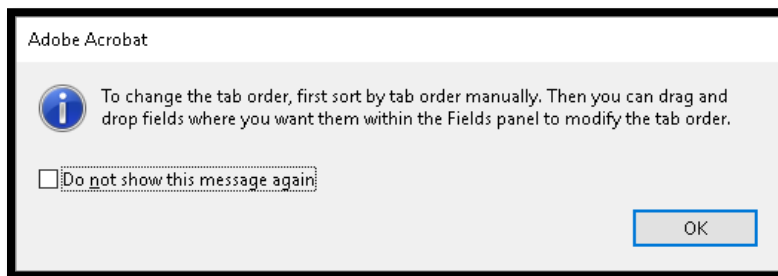 Adobe Acrobat
To change the tab order, first sort by tab order manually. Then you can drag and
drop fields where you want them within the Fields panel to modify the tab order.
Do not show this message again
OK